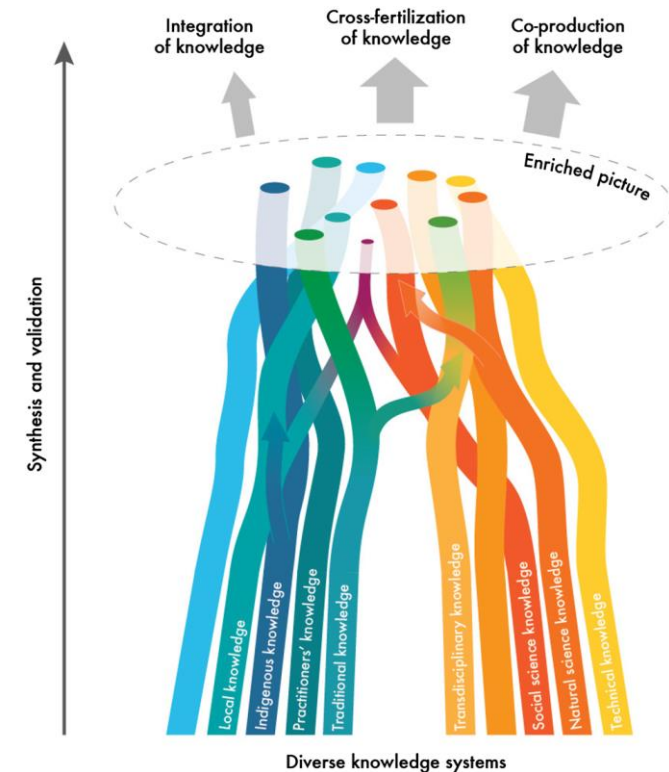 Integration
of knowledge
Cross-fertilization
of knowledge
Co-production
of knowledge
Enriched picture
Synthesis and validation
Local knowledge
Indigenous knowledge
Practitioners' knowledge
Traditional knowledge
Transdisciplinary knowledge
Social science knowledge
Natural science knowledge
Technical knowledge
Diverse knowledge systems